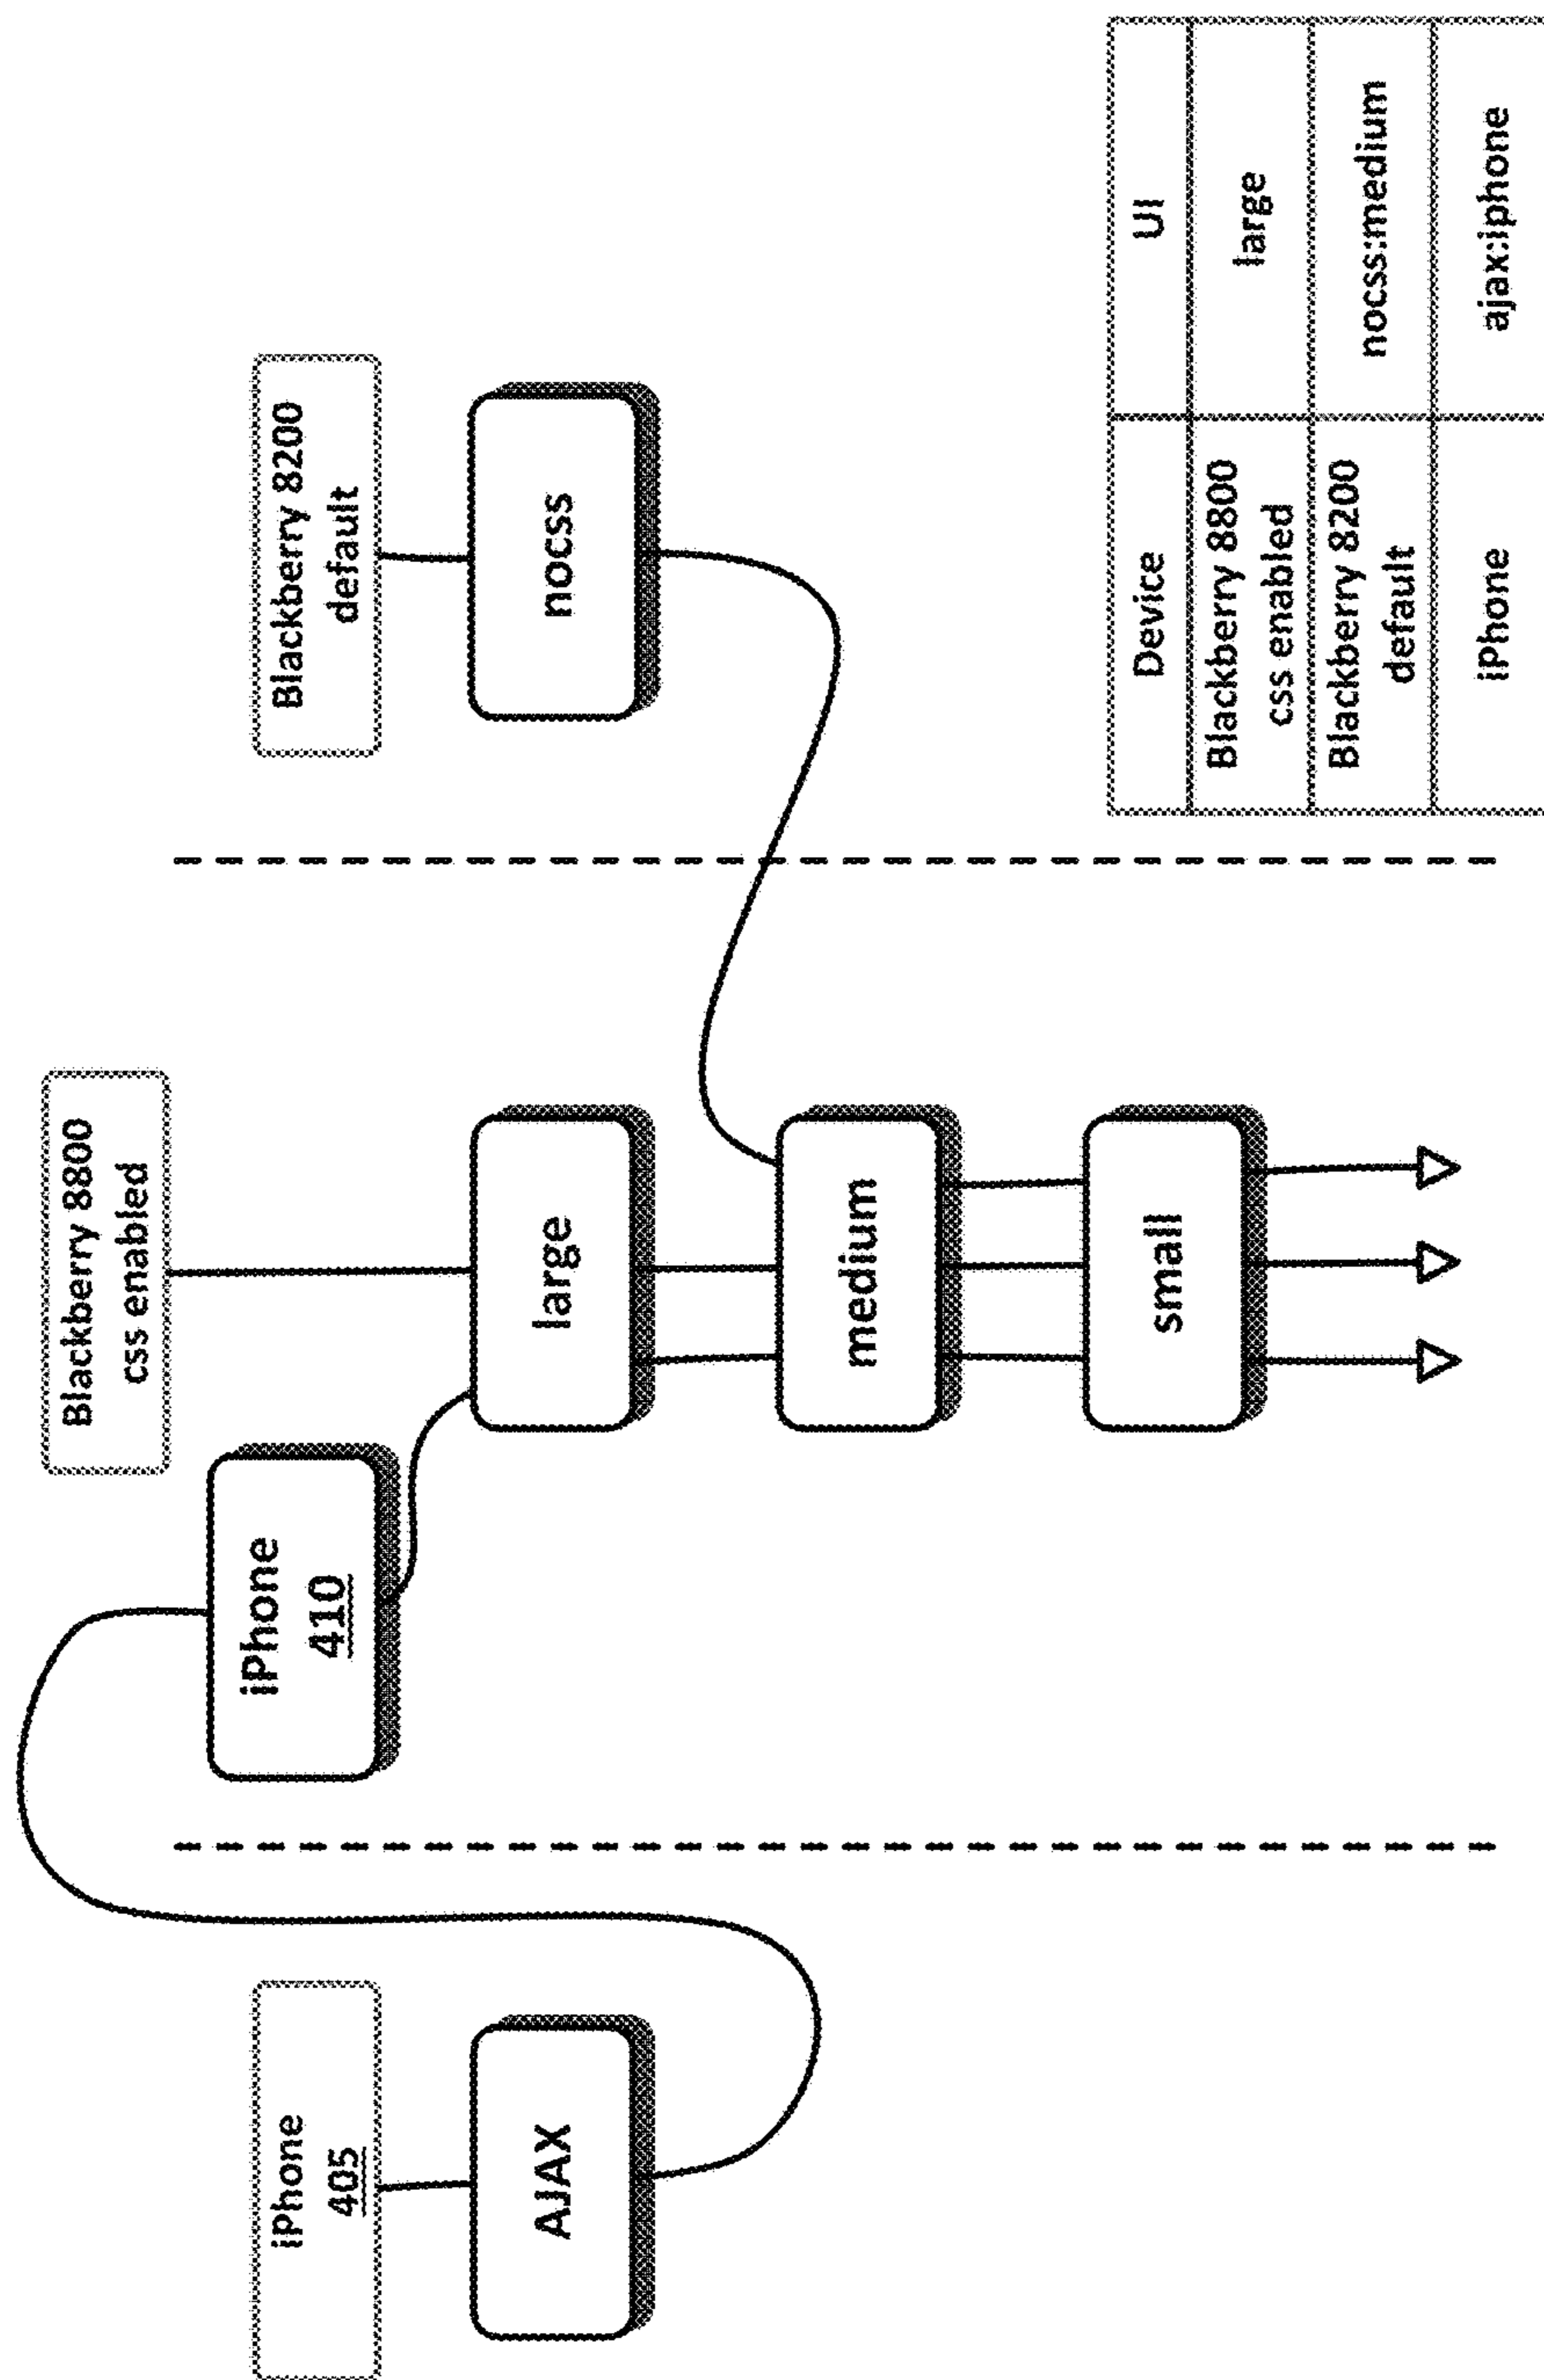 iPhone
405
AJAX
Blackberry 8800
css enabled
iPhone
410
large
medium
small
Blackberry 8200
default
nocss
Device UI
Blackberry 8800
css enabled
large
Blackberry 8200
default
nocss:medium
iPhone ajax:iphone